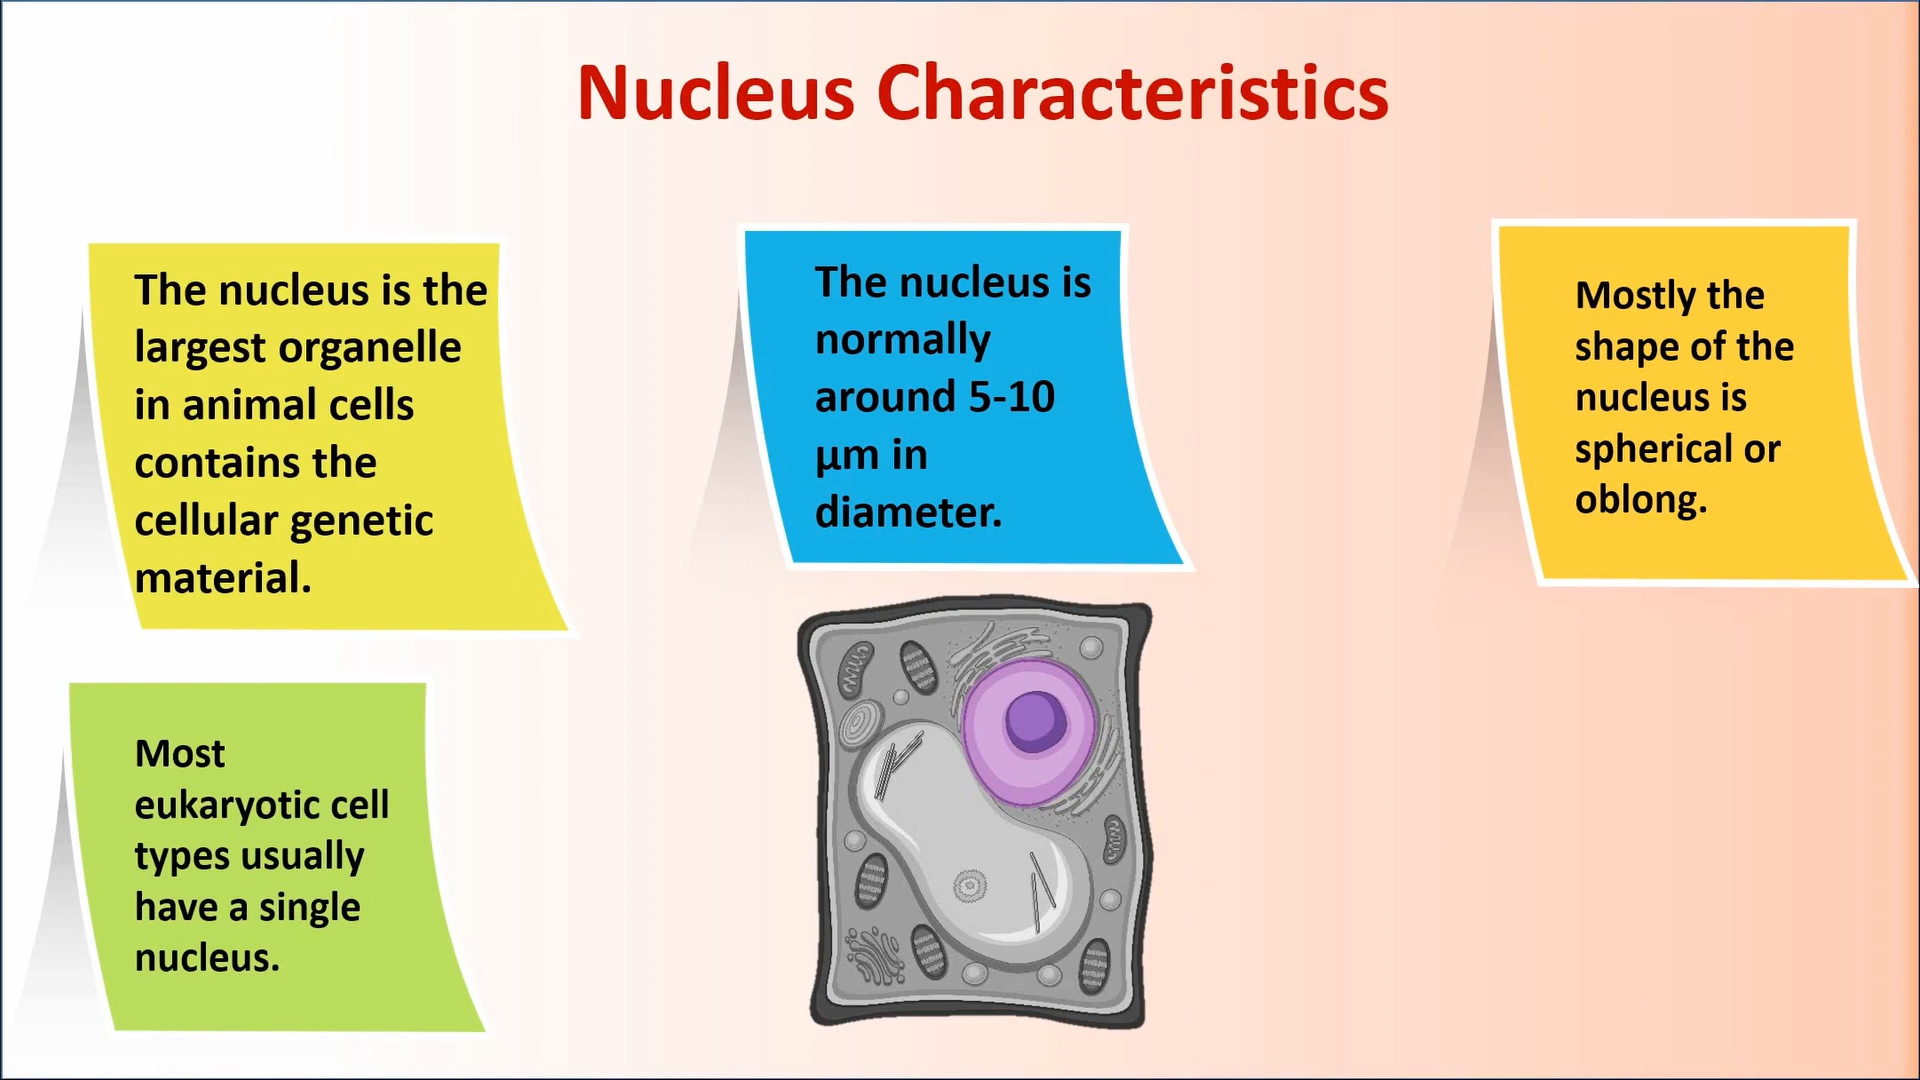 Nucleus Characteristics
The nucleus is the
largest organelle
in animal cells
contains the
cellular genetic
material.
The nucleus is
normally
around 5-10
µm in
diameter.
Mostly the
shape of the
nucleus is
spherical or
oblong.
Most
eukaryotic cell
types usually
have a single
nucleus.